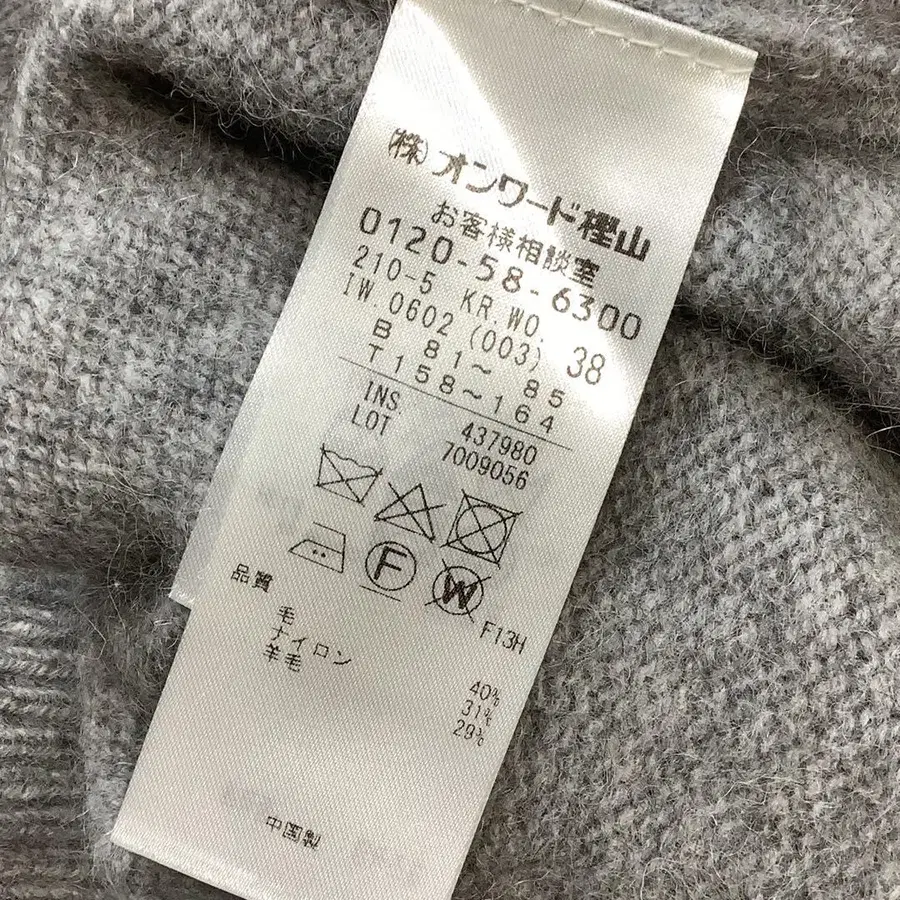 ㈱オンワード樫山
お客様相談室
0120-58-6300
210-5 KR.WO.
IW 0602 (003) 38
B 81～ 85
T 158～164
INS. 437980
LOT 7009056
F W
F13H
品質
毛 40%
ナイロン 31%
羊毛 29%
中国製